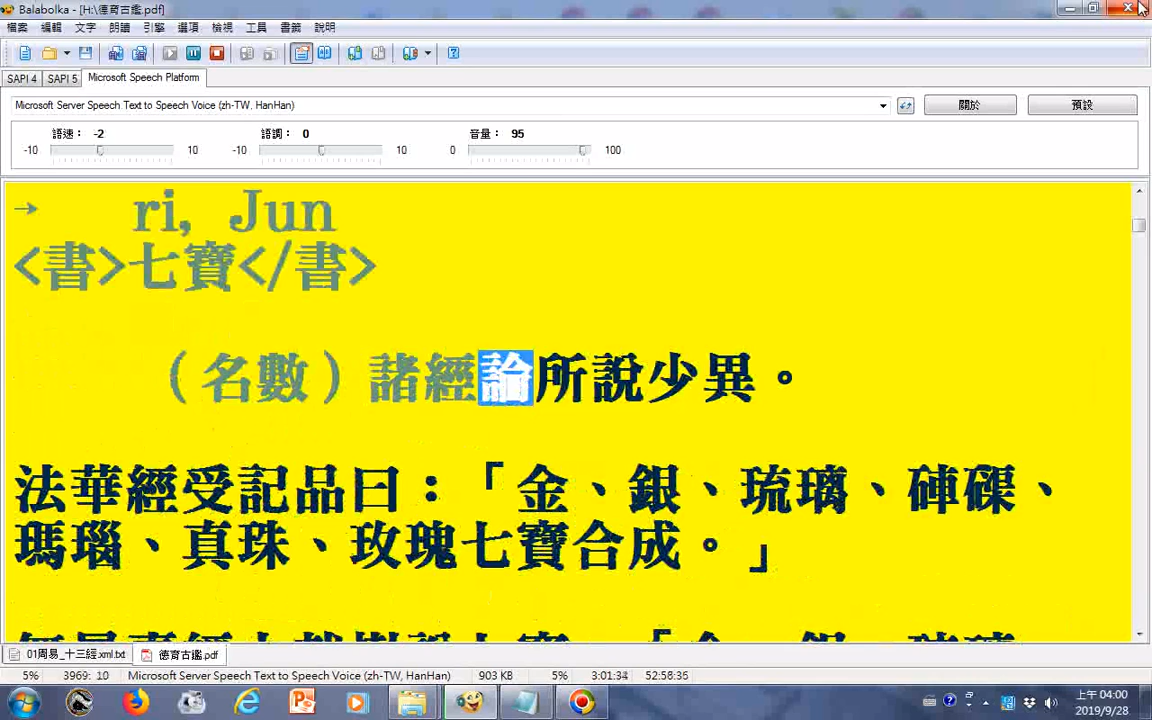 Balabolka - [H:\德育古鑑.pdf]
檔案 編輯 文字 朗讀 引擎 選項 檢視 工具 書籤 說明
SAPI 4 SAPI 5 Microsoft Speech Platform
Microsoft Server Speech Text to Speech Voice (zh-TW, HanHan) 關於 預設
語速： -2 語調： 0 音量： 95
-10 10 -10 10 0 100
→ ri, Jun
<書>七寶</書>
（名數）諸經論所說少異。
法華經受記品曰：「金、銀、琉璃、硨磲、
瑪瑙、真珠、玫瑰七寶合成。」
01周易_十三經.xml.txt 德育古鑑.pdf
5% 3969: 10 Microsoft Server Speech Text to Speech Voice (zh-TW, HanHan) 903 KB 5% 3:01:34 52:58:35
上午 04:00
2019/9/28